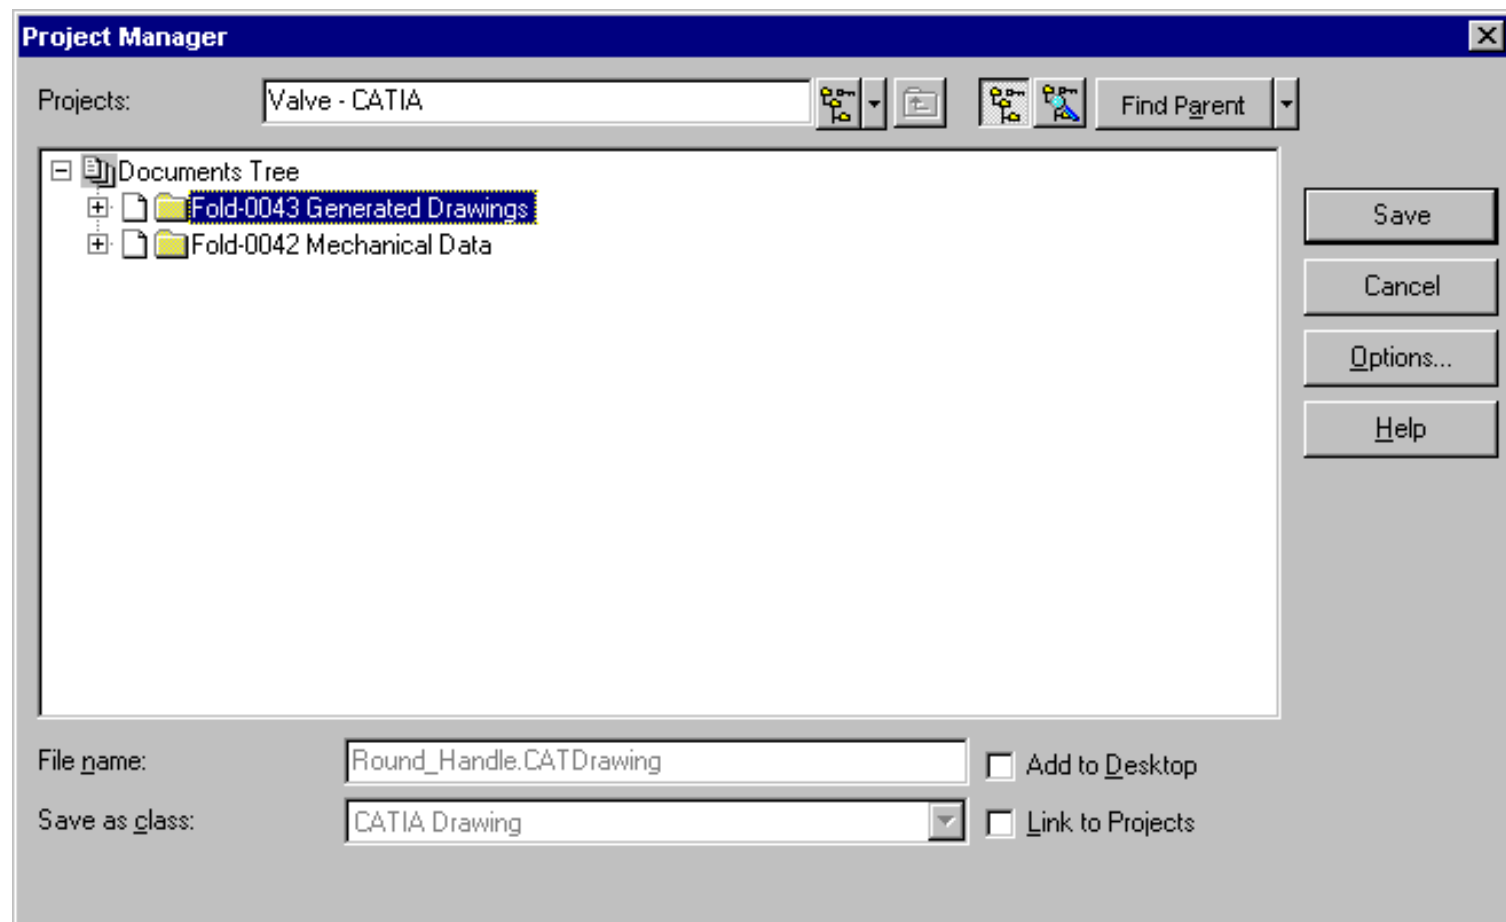 Project Manager
Projects: Valve - CATIA Find Parent
Documents Tree
Fold-0043 Generated Drawings
Fold-0042 Mechanical Data
Save
Cancel
Options...
Help
File name: Round_Handle.CATDrawing Add to Desktop
Save as class: CATIA Drawing Link to Projects